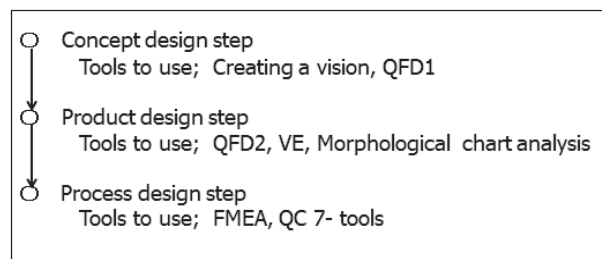 Concept design step
Tools to use; Creating a vision, QFD1
Product design step
Tools to use; QFD2, VE, Morphological chart analysis
Process design step
Tools to use; FMEA, QC 7- tools